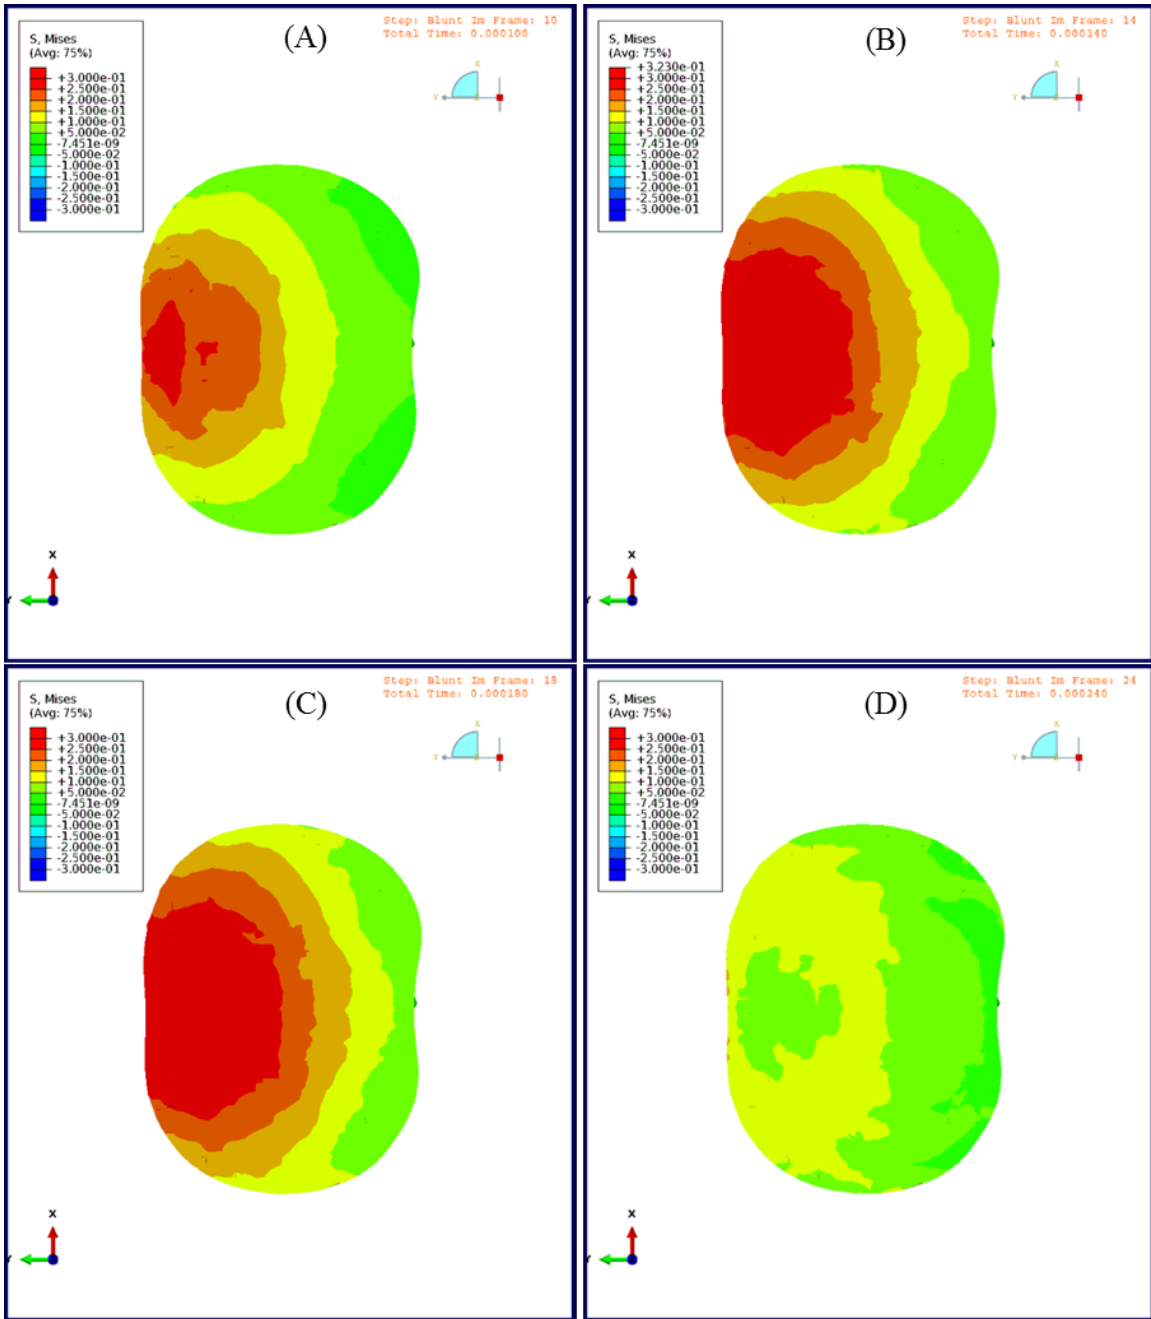 (A)
Step: Blunt Im Frame: 10
Total Time: 0.000100
S, Mises
(Avg: 75%)
+3.000e-01
+2.500e-01
+2.000e-01
+1.500e-01
+1.000e-01
+5.000e-02
-7.451e-09
-5.000e-02
-1.000e-01
-1.500e-01
-2.000e-01
-2.500e-01
-3.000e-01
X
Y
X
(B)
Step: Blunt Im Frame: 14
Total Time: 0.000140
S, Mises
(Avg: 75%)
+3.230e-01
+3.000e-01
+2.500e-01
+2.000e-01
+1.500e-01
+1.000e-01
+5.000e-02
-7.451e-09
-5.000e-02
-1.000e-01
-1.500e-01
-2.000e-01
-2.500e-01
-3.000e-01
X
Y
X
Y
(C)
Step: Blunt Im Frame: 18
Total Time: 0.000180
S, Mises
(Avg: 75%)
+3.000e-01
+2.500e-01
+2.000e-01
+1.500e-01
+1.000e-01
+5.000e-02
-7.451e-09
-5.000e-02
-1.000e-01
-1.500e-01
-2.000e-01
-2.500e-01
-3.000e-01
X
Y
X
(D)
Step: Blunt Im Frame: 24
Total Time: 0.000240
S, Mises
(Avg: 75%)
+3.000e-01
+2.500e-01
+2.000e-01
+1.500e-01
+1.000e-01
+5.000e-02
-7.451e-09
-5.000e-02
-1.000e-01
-1.500e-01
-2.000e-01
-2.500e-01
-3.000e-01
X
Y
X
Y